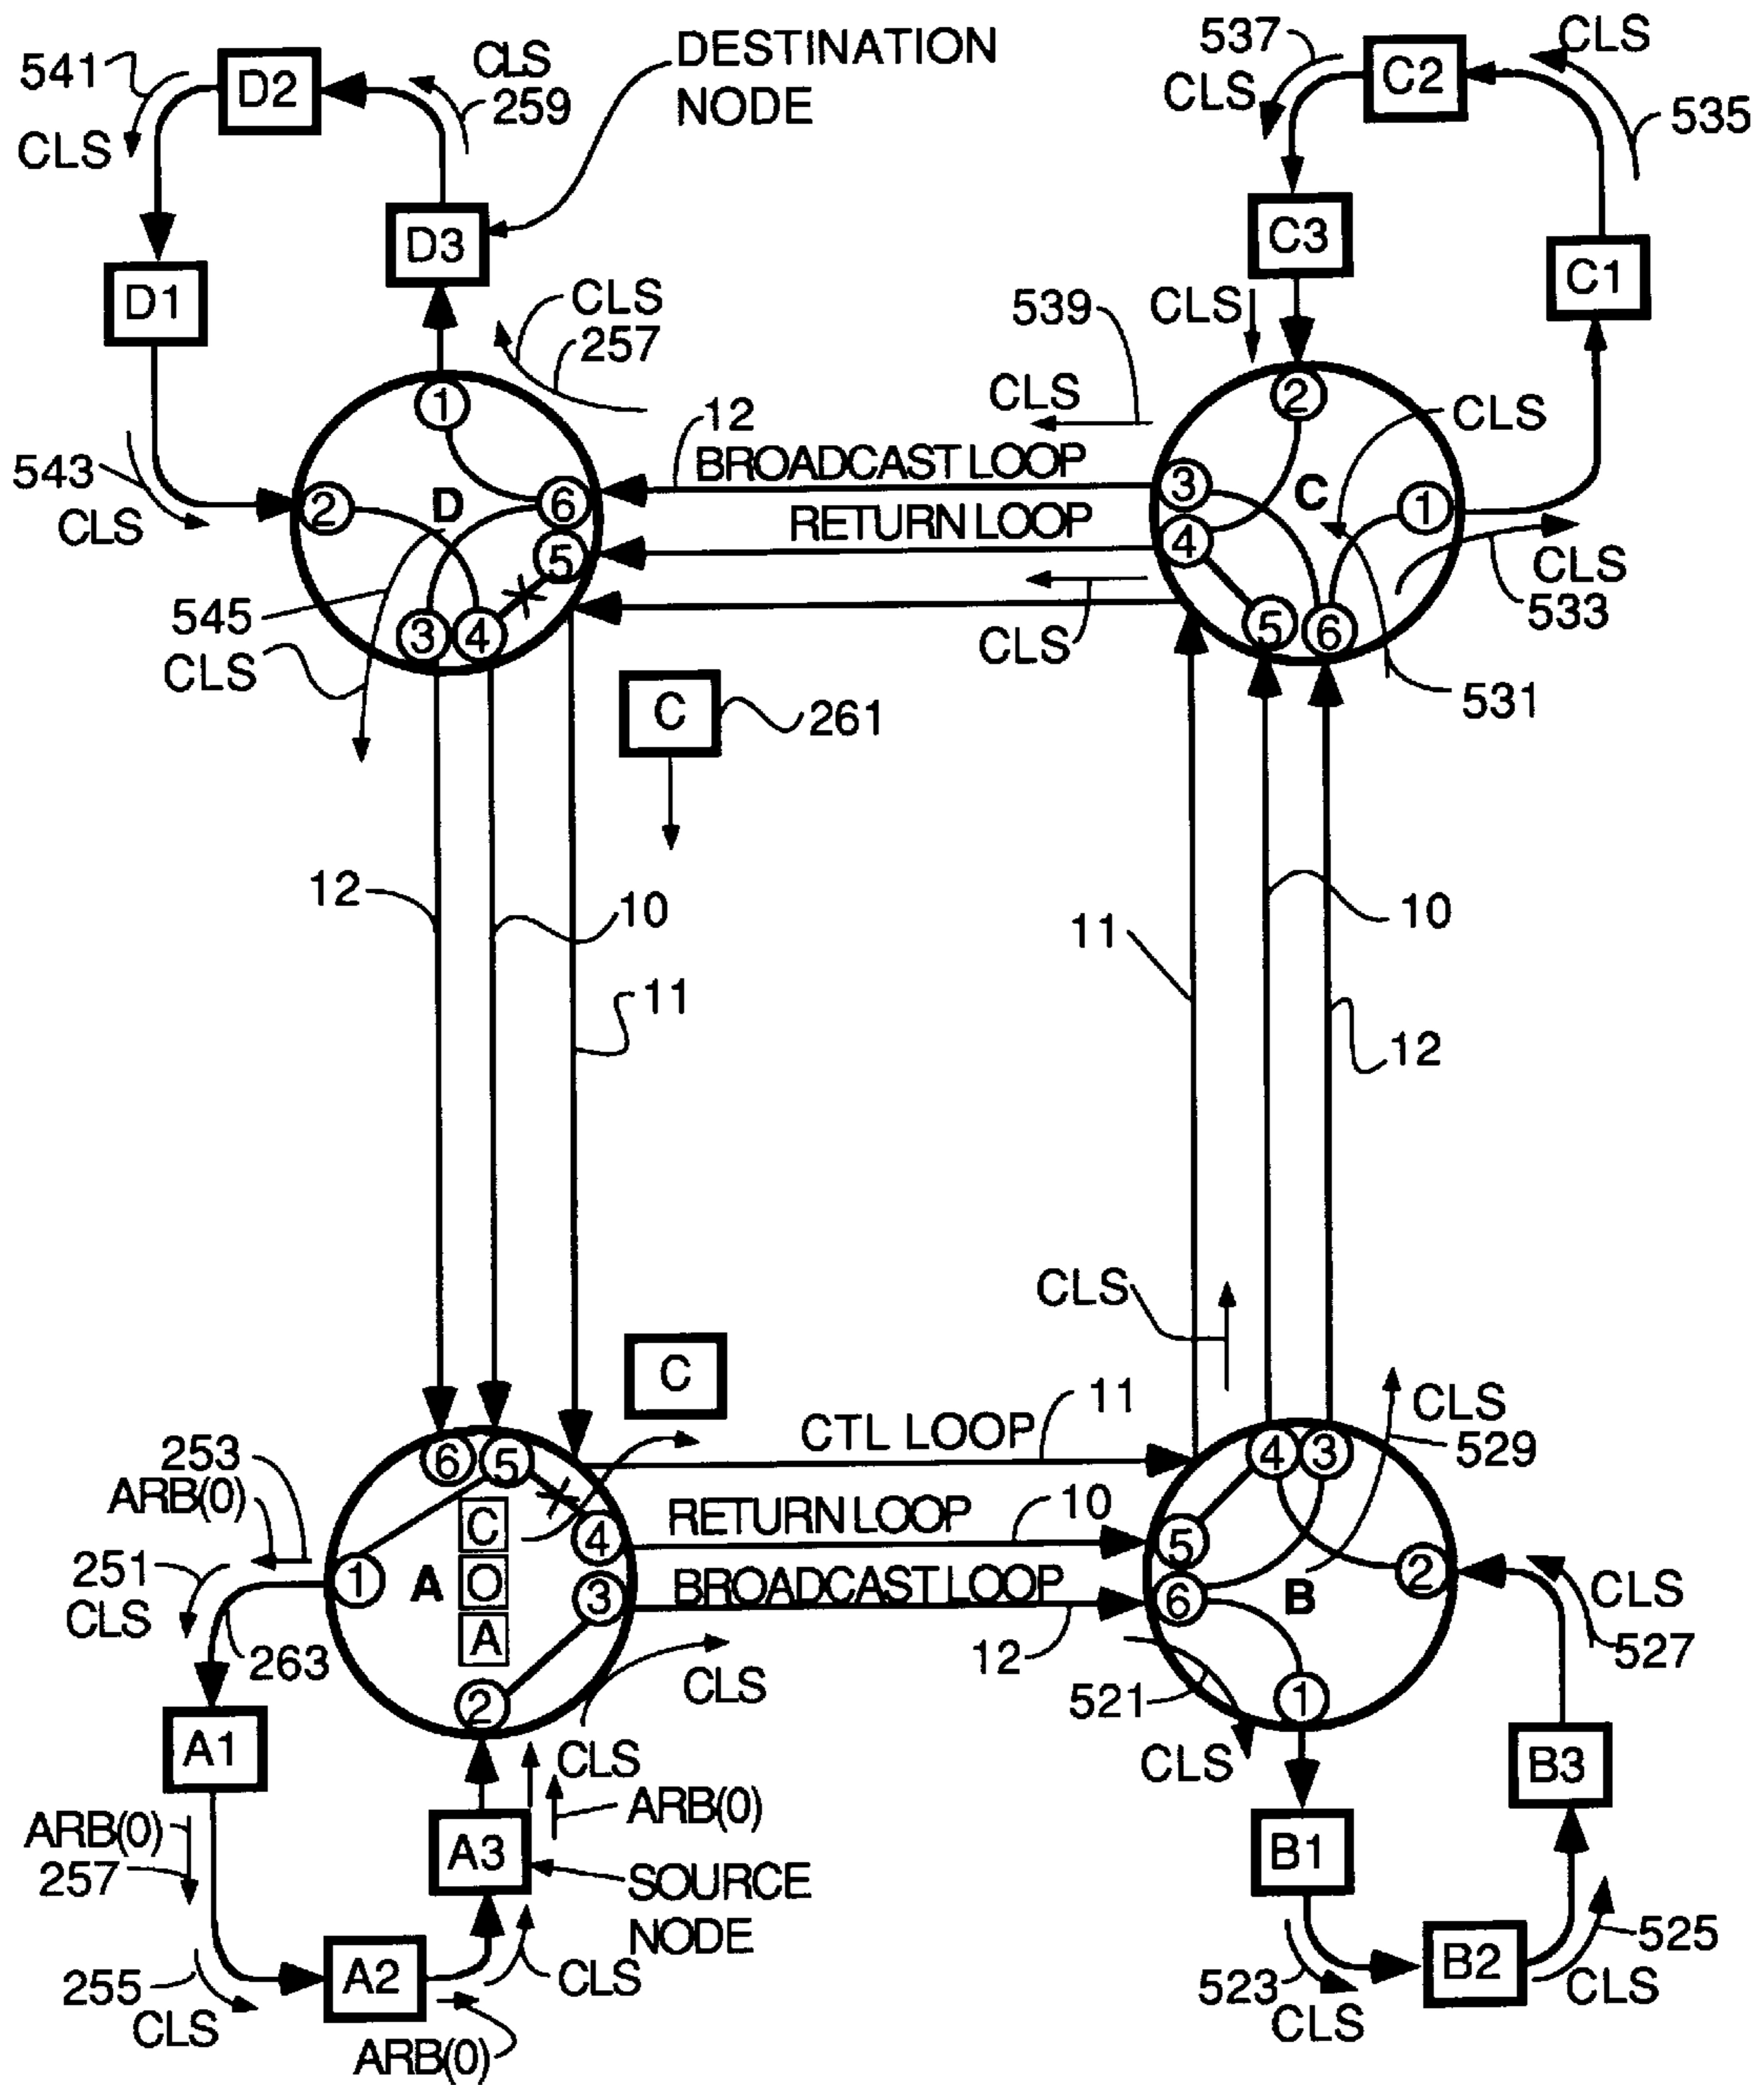 541
D2
CLS
259
DESTINATION
NODE
537
CLS
C2
CLS
535
CLS
D3
C3
C1
D1
CLS
257
539
CLS
CLS
1
2
CLS
12
BROADCAST LOOP
3
C
1
543
CLS
2
D
6
RETURN LOOP
4
CLS
533
5
545
CLS
3
4
CLS
5
6
531
C
261
12
10
11
11
10
12
CLS
C
11
CTL LOOP
CLS
529
253
ARB(0)
6
5
4
3
RETURN LOOP
10
251
CLS
263
1
A
C
O
A
4
3
BROADCAST LOOP
12
5
6
B
2
CLS
527
CLS
521
CLS
2
1
A1
CLS
ARB(0)
B3
ARB(0)
257
A3
SOURCE
NODE
B1
255
CLS
A2
CLS
ARB(0)
523
CLS
B2
525
CLS